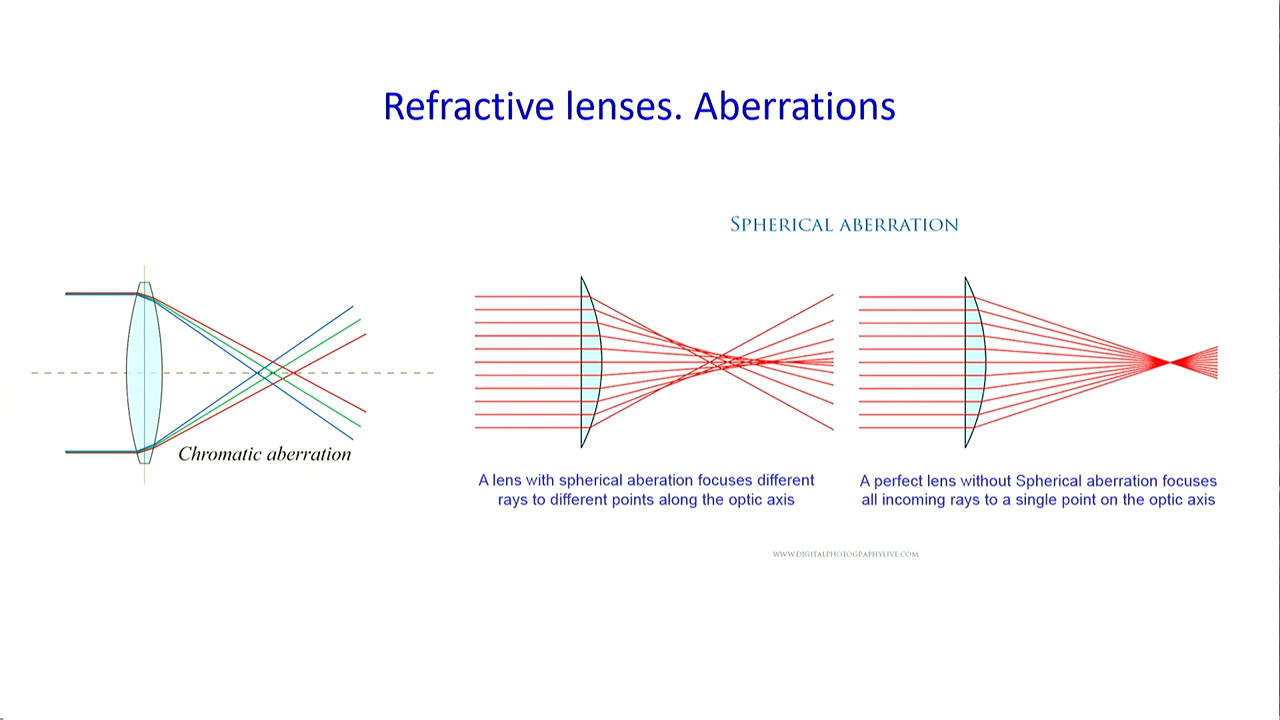 Refractive lenses. Aberrations
SPHERICAL ABERRATION
Chromatic aberration
A lens with spherical aberation focuses different
rays to different points along the optic axis
A perfect lens without Spherical aberration focuses
all incoming rays to a single point on the optic axis
WWW.DIGITALPHOTOGRAPHYLIVE.COM